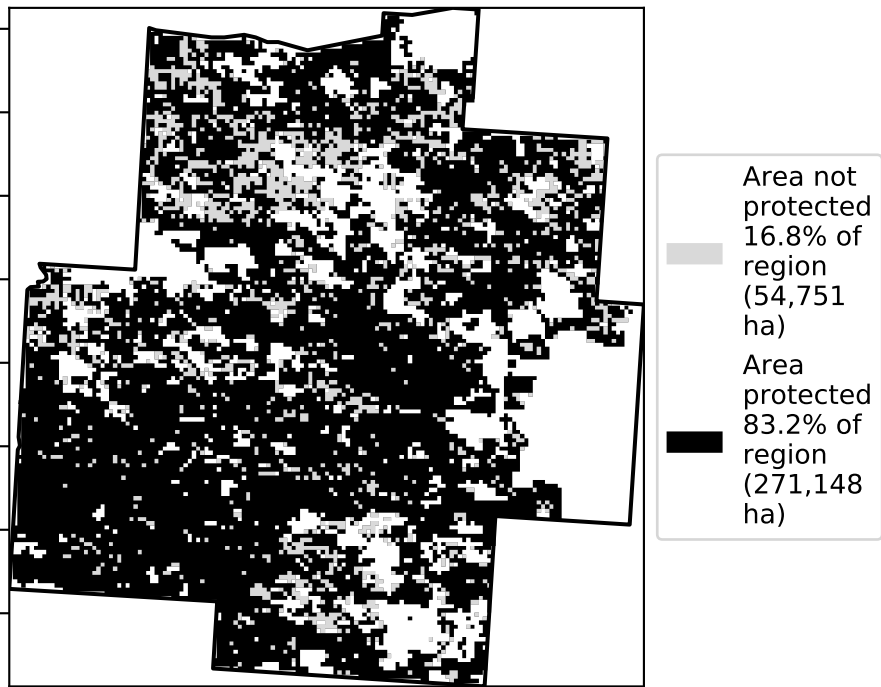 Area not
protected
16.8% of
region
(54,751
ha)
Area
protected
83.2% of
region
(271,148
ha)